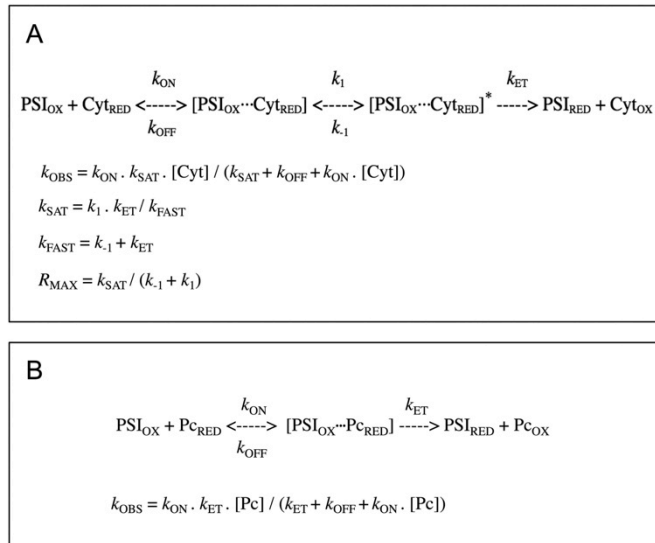 A
k_ON k_1 k_ET
PSI_OX + Cyt_RED <-----> [PSI_OX···Cyt_RED] <-----> [PSI_OX···Cyt_RED]^* -----> PSI_RED + Cyt_OX
k_OFF k_-1
k_OBS = k_ON . k_SAT . [Cyt] / (k_SAT + k_OFF + k_ON . [Cyt])
k_SAT = k_1 . k_ET / k_FAST
k_FAST = k_-1 + k_ET
R_MAX = k_SAT / (k_-1 + k_1)
B
k_ON k_ET
PSI_OX + Pc_RED <-----> [PSI_OX···Pc_RED] -----> PSI_RED + Pc_OX
k_OFF
k_OBS = k_ON . k_ET . [Pc] / (k_ET + k_OFF + k_ON . [Pc])